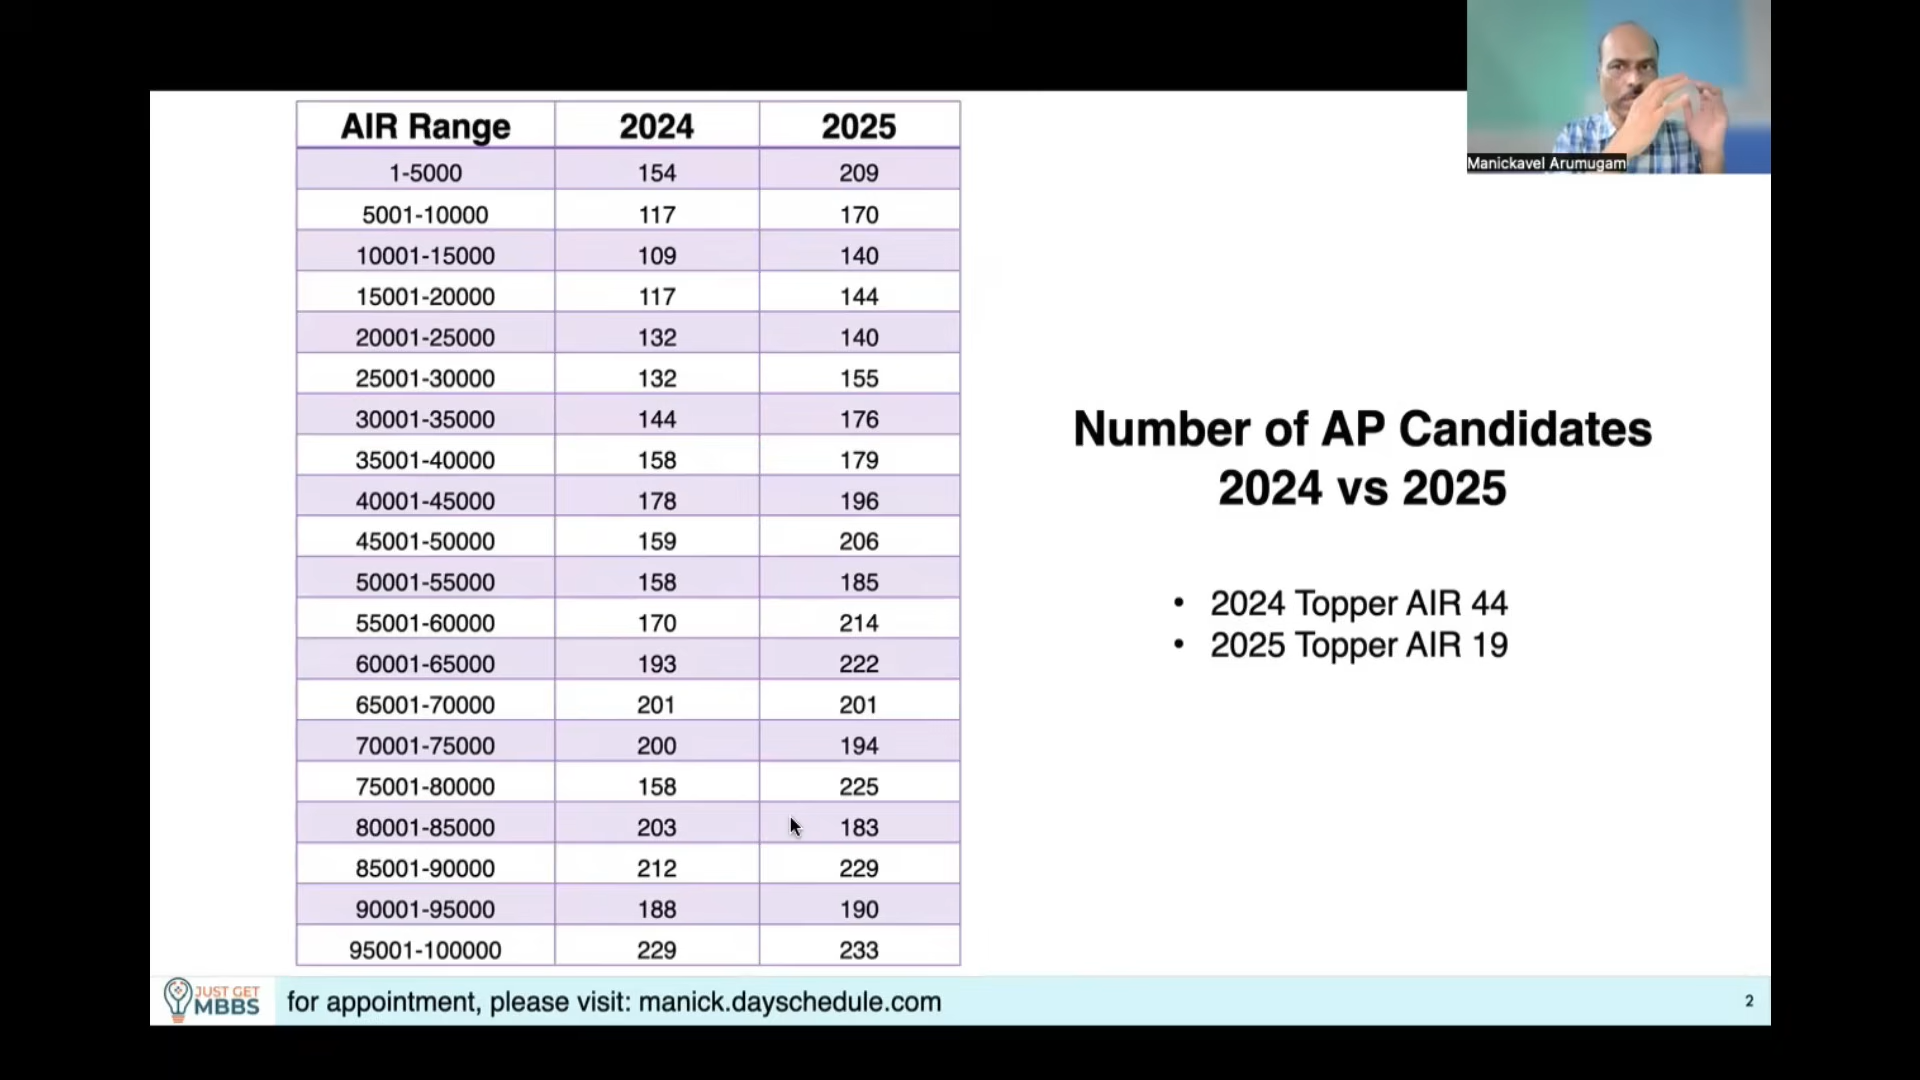 AIR Range 2024 2025
1-5000 154 209
5001-10000 117 170
10001-15000 109 140
15001-20000 117 144
20001-25000 132 140
25001-30000 132 155
30001-35000 144 176
35001-40000 158 179
40001-45000 178 196
45001-50000 159 206
50001-55000 158 185
55001-60000 170 214
60001-65000 193 222
65001-70000 201 201
70001-75000 200 194
75001-80000 158 225
80001-85000 203 183
85001-90000 212 229
90001-95000 188 190
95001-100000 229 233
Manickavel Arumugam
Number of AP Candidates
2024 vs 2025
• 2024 Topper AIR 44
• 2025 Topper AIR 19
JUST GET
MBBS
for appointment, please visit: manick.dayschedule.com
2